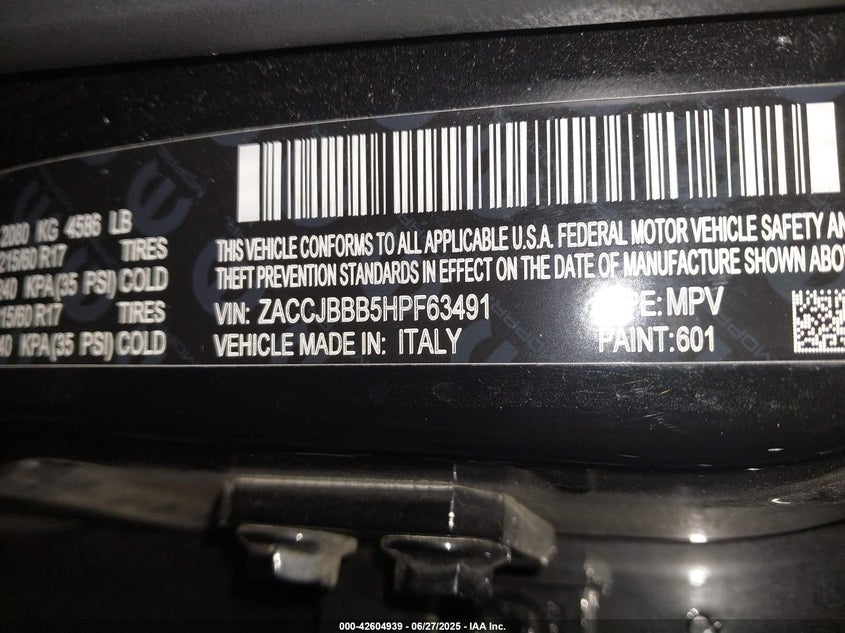 2080 KG 4586 LB
215/60 R17 TIRES
240 KPA(35 PSI) COLD
215/60 R17 TIRES
40 KPA(35 PSI) COLD
THIS VEHICLE CONFORMS TO ALL APPLICABLE U.S.A. FEDERAL MOTOR VEHICLE SAFETY AN
THEFT PREVENTION STANDARDS IN EFFECT ON THE DATE OF MANUFACTURE SHOWN ABOV
VIN: ZACCJBBB5HPF63491 TYPE: MPV
VEHICLE MADE IN: ITALY PAINT: 601
000-42604939 - 06/27/2025 - IAA Inc.